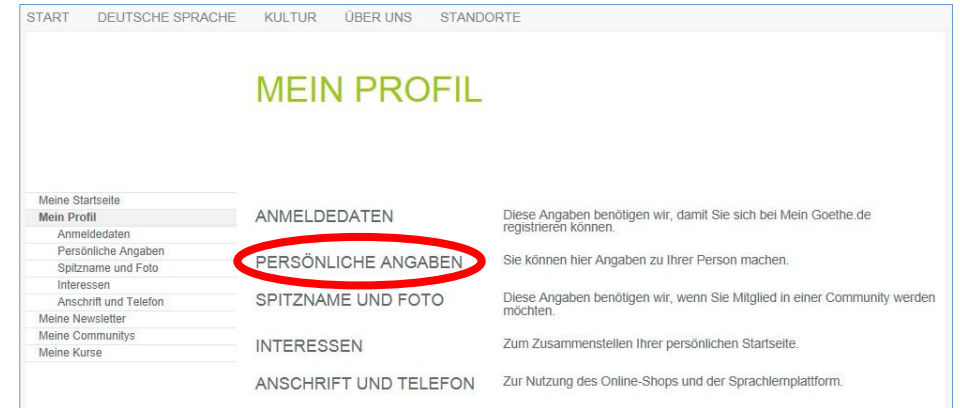 START DEUTSCHE SPRACHE KULTUR ÜBER UNS STANDORTE
MEIN PROFIL
Meine Startseite
Mein Profil
Anmeldedaten
Persönliche Angaben
Spitzname und Foto
Interessen
Anschrift und Telefon
Meine Newsletter
Meine Communitys
Meine Kurse
ANMELDEDATEN
Diese Angaben benötigen wir, damit Sie sich bei Mein Goethe.de
registrieren können.
PERSÖNLICHE ANGABEN
Sie können hier Angaben zu Ihrer Person machen.
SPITZNAME UND FOTO
Diese Angaben benötigen wir, wenn Sie Mitglied in einer Community werden
möchten.
INTERESSEN
Zum Zusammenstellen Ihrer persönlichen Startseite.
ANSCHRIFT UND TELEFON
Zur Nutzung des Online-Shops und der Sprachlernplattform.